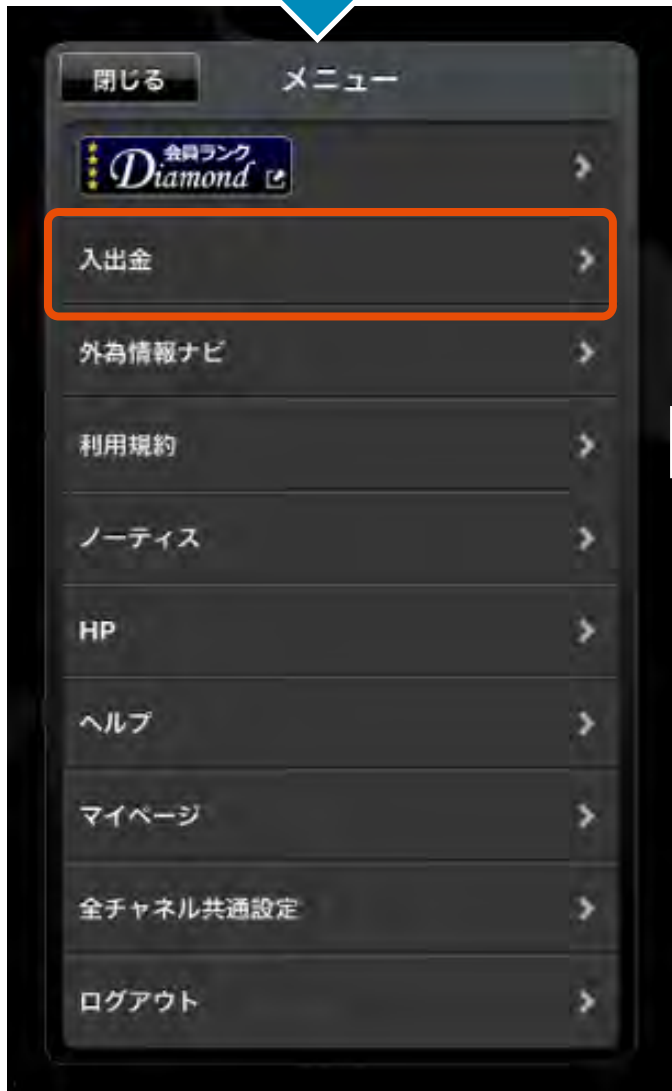 閉じる
メニュー
会員ランク
Diamond
入出金
外為情報ナビ
利用規約
ノーティス
HP
ヘルプ
マイページ
全チャネル共通設定
ログアウト